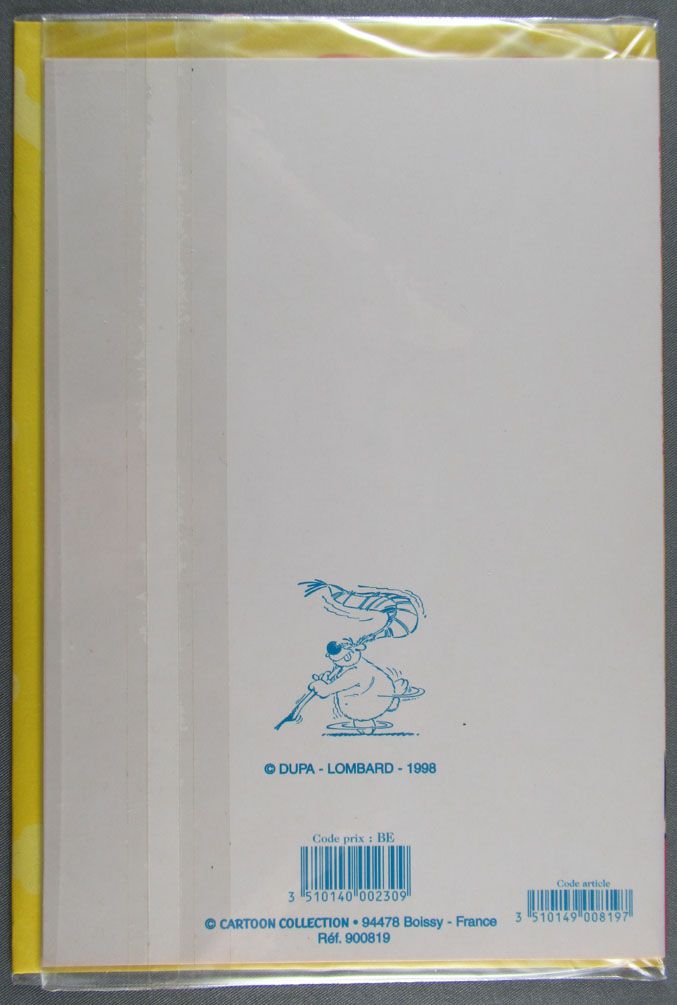 © DUPA - LOMBARD - 1998
Code prix : BE
3 510140 002309
Code article
3 510149 008197
© CARTOON COLLECTION • 94478 Boissy - France
Réf. 900819